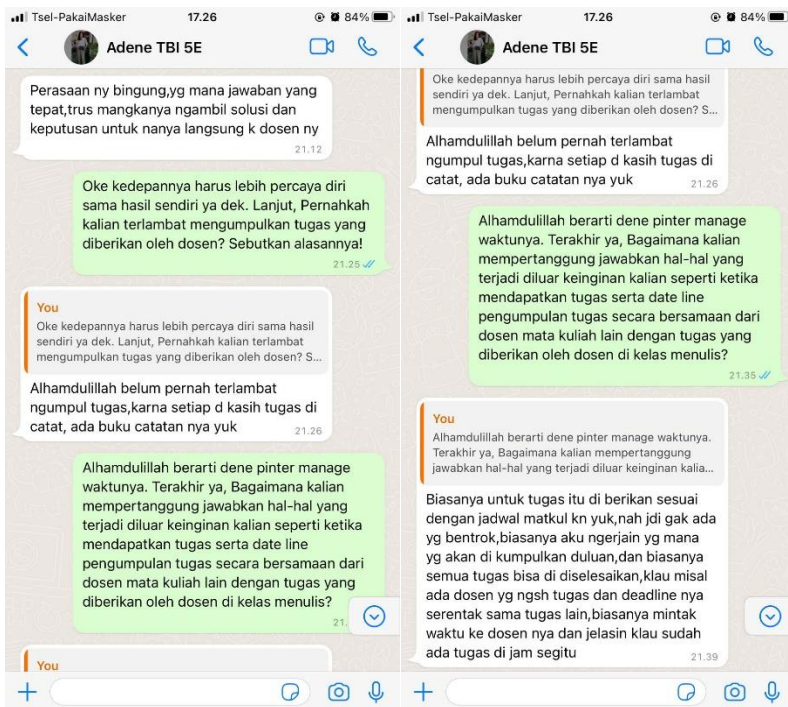 Tsel-PakaiMasker 17.26 84%
Adene TBI 5E
Perasaan ny bingung,yg mana jawaban yang
tepat,trus mangkanya ngambil solusi dan
keputusan untuk nanya langsung k dosen ny
21.12
Oke kedepannya harus lebih percaya diri
sama hasil sendiri ya dek. Lanjut, Pernahkah
kalian terlambat mengumpulkan tugas yang
diberikan oleh dosen? Sebutkan alasannya!
21.25
You
Oke kedepannya harus lebih percaya diri sama hasil
sendiri ya dek. Lanjut, Pernahkah kalian terlambat
mengumpulkan tugas yang diberikan oleh dosen? S...
Alhamdulillah belum pernah terlambat
ngumpul tugas,karna setiap d kasih tugas di
catat, ada buku catatan nya yuk
21.26
Alhamdulillah berarti dene pinter manage
waktunya. Terakhir ya, Bagaimana kalian
mempertanggung jawabkan hal-hal yang
terjadi diluar keinginan kalian seperti ketika
mendapatkan tugas serta date line
pengumpulan tugas secara bersamaan dari
dosen mata kuliah lain dengan tugas yang
diberikan oleh dosen di kelas menulis?
21.
You
Tsel-PakaiMasker 17.26 84%
Adene TBI 5E
Oke kedepannya harus lebih percaya diri sama hasil
sendiri ya dek. Lanjut, Pernahkah kalian terlambat
mengumpulkan tugas yang diberikan oleh dosen? S...
Alhamdulillah belum pernah terlambat
ngumpul tugas,karna setiap d kasih tugas di
catat, ada buku catatan nya yuk
21.26
Alhamdulillah berarti dene pinter manage
waktunya. Terakhir ya, Bagaimana kalian
mempertanggung jawabkan hal-hal yang
terjadi diluar keinginan kalian seperti ketika
mendapatkan tugas serta date line
pengumpulan tugas secara bersamaan dari
dosen mata kuliah lain dengan tugas yang
diberikan oleh dosen di kelas menulis?
21.35
You
Alhamdulillah berarti dene pinter manage waktunya.
Terakhir ya, Bagaimana kalian mempertanggung
jawabkan hal-hal yang terjadi diluar keinginan kalia...
Biasanya untuk tugas itu di berikan sesuai
dengan jadwal matkul kn yuk,nah jdi gak ada
yg bentrok,biasanya aku ngerjain yg mana
yg akan di kumpulkan duluan,dan biasanya
semua tugas bisa di diselesaikan,klau misal
ada dosen yg ngsh tugas dan deadline nya
serentak sama tugas lain,biasanya mintak
waktu ke dosen nya dan jelasin klau sudah
ada tugas di jam segitu
21.39